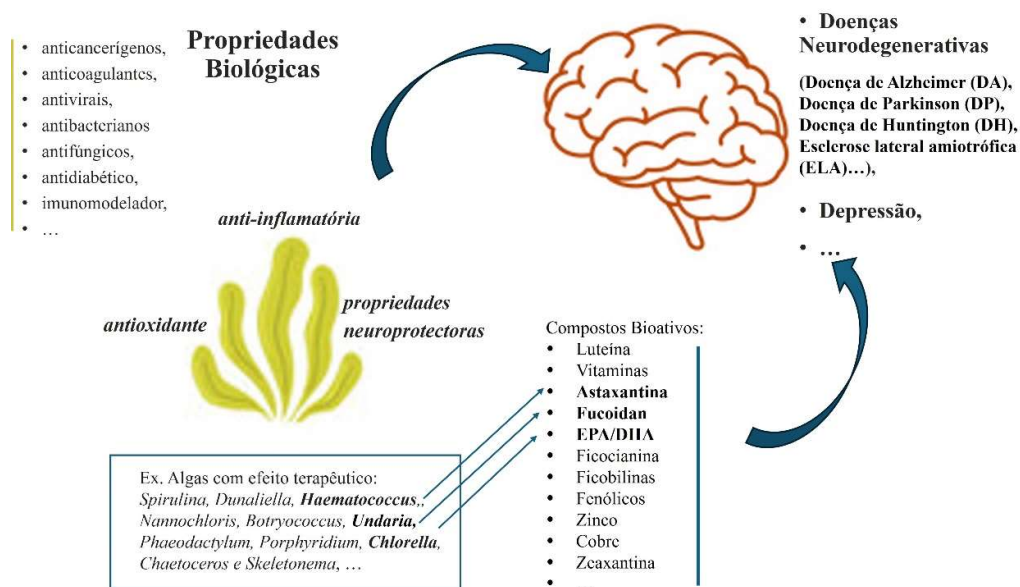 Propriedades
Biológicas
• anticancerígenos,
• anticoagulantes,
• antivirais,
• antibacterianos
• antifúngicos,
• antidiabético,
• imunomodelador,
• …
anti-inflamatória
antioxidante
propriedades
neuroprotectoras
• Doenças
Neurodegenerativas
(Doença de Alzheimer (DA),
Doença de Parkinson (DP),
Doença de Huntington (DH),
Esclerose lateral amiotrófica
(ELA)…),
• Depressão,
• …
Compostos Bioativos:
• Luteína
• Vitaminas
• Astaxantina
• Fucoidan
• EPA/DHA
• Ficocianina
• Ficobilinas
• Fenólicos
• Zinco
• Cobre
• Zeaxantina
•
Ex. Algas com efeito terapêutico:
Spirulina, Dunaliella, Haematococcus,,
Nannochloris, Botryococcus, Undaria,
Phaeodactylum, Porphyridium, Chlorella,
Chaetoceros e Skeletonema, …